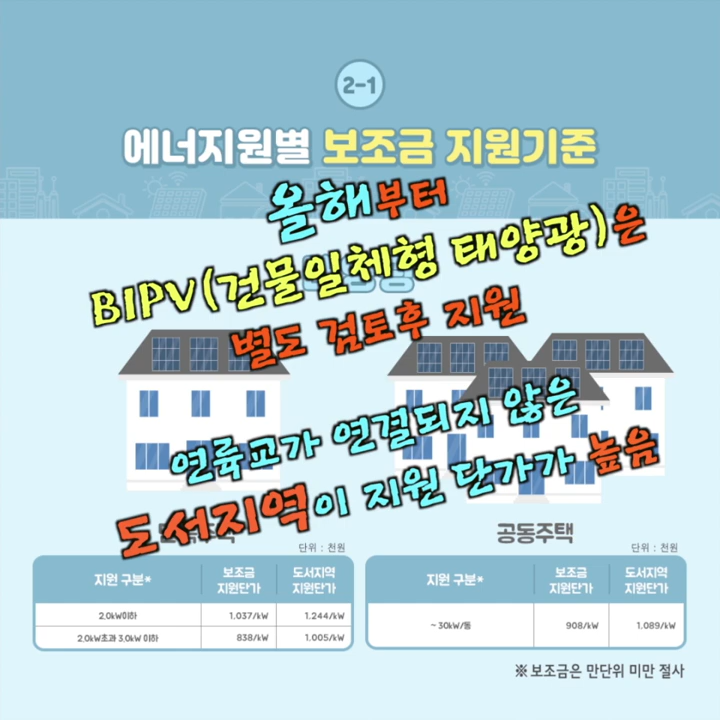 2-1
에너지원별 보조금 지원기준
올해부터
BIPV(건물일체형 태양광)은
별도 검토후 지원
연륙교가 연결되지 않은
도서지역이 지원 단가가 높음
공동주택
단위 : 천원
지원 구분* 보조금 지원단가 도서지역 지원단가
2.0kW이하 1.037/kW 1.244/kW
2.0kW초과 3.0kW 이하 838/kW 1.005/kW
단위 : 천원
지원 구분* 보조금 지원단가 도서지역 지원단가
~ 30kW/동 908/kW 1.089/kW
※ 보조금은 만단위 미만 절사